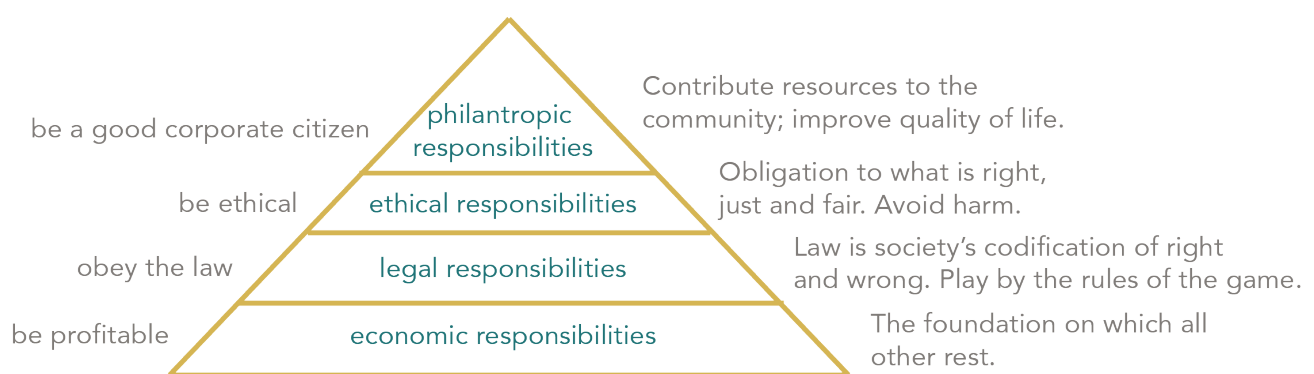 be a good corporate citizen
philantropic
responsibilities
Contribute resources to the
community; improve quality of life.
be ethical
ethical responsibilities
Obligation to what is right,
just and fair. Avoid harm.
obey the law
legal responsibilities
Law is society’s codification of right
and wrong. Play by the rules of the game.
be profitable
economic responsibilities
The foundation on which all
other rest.